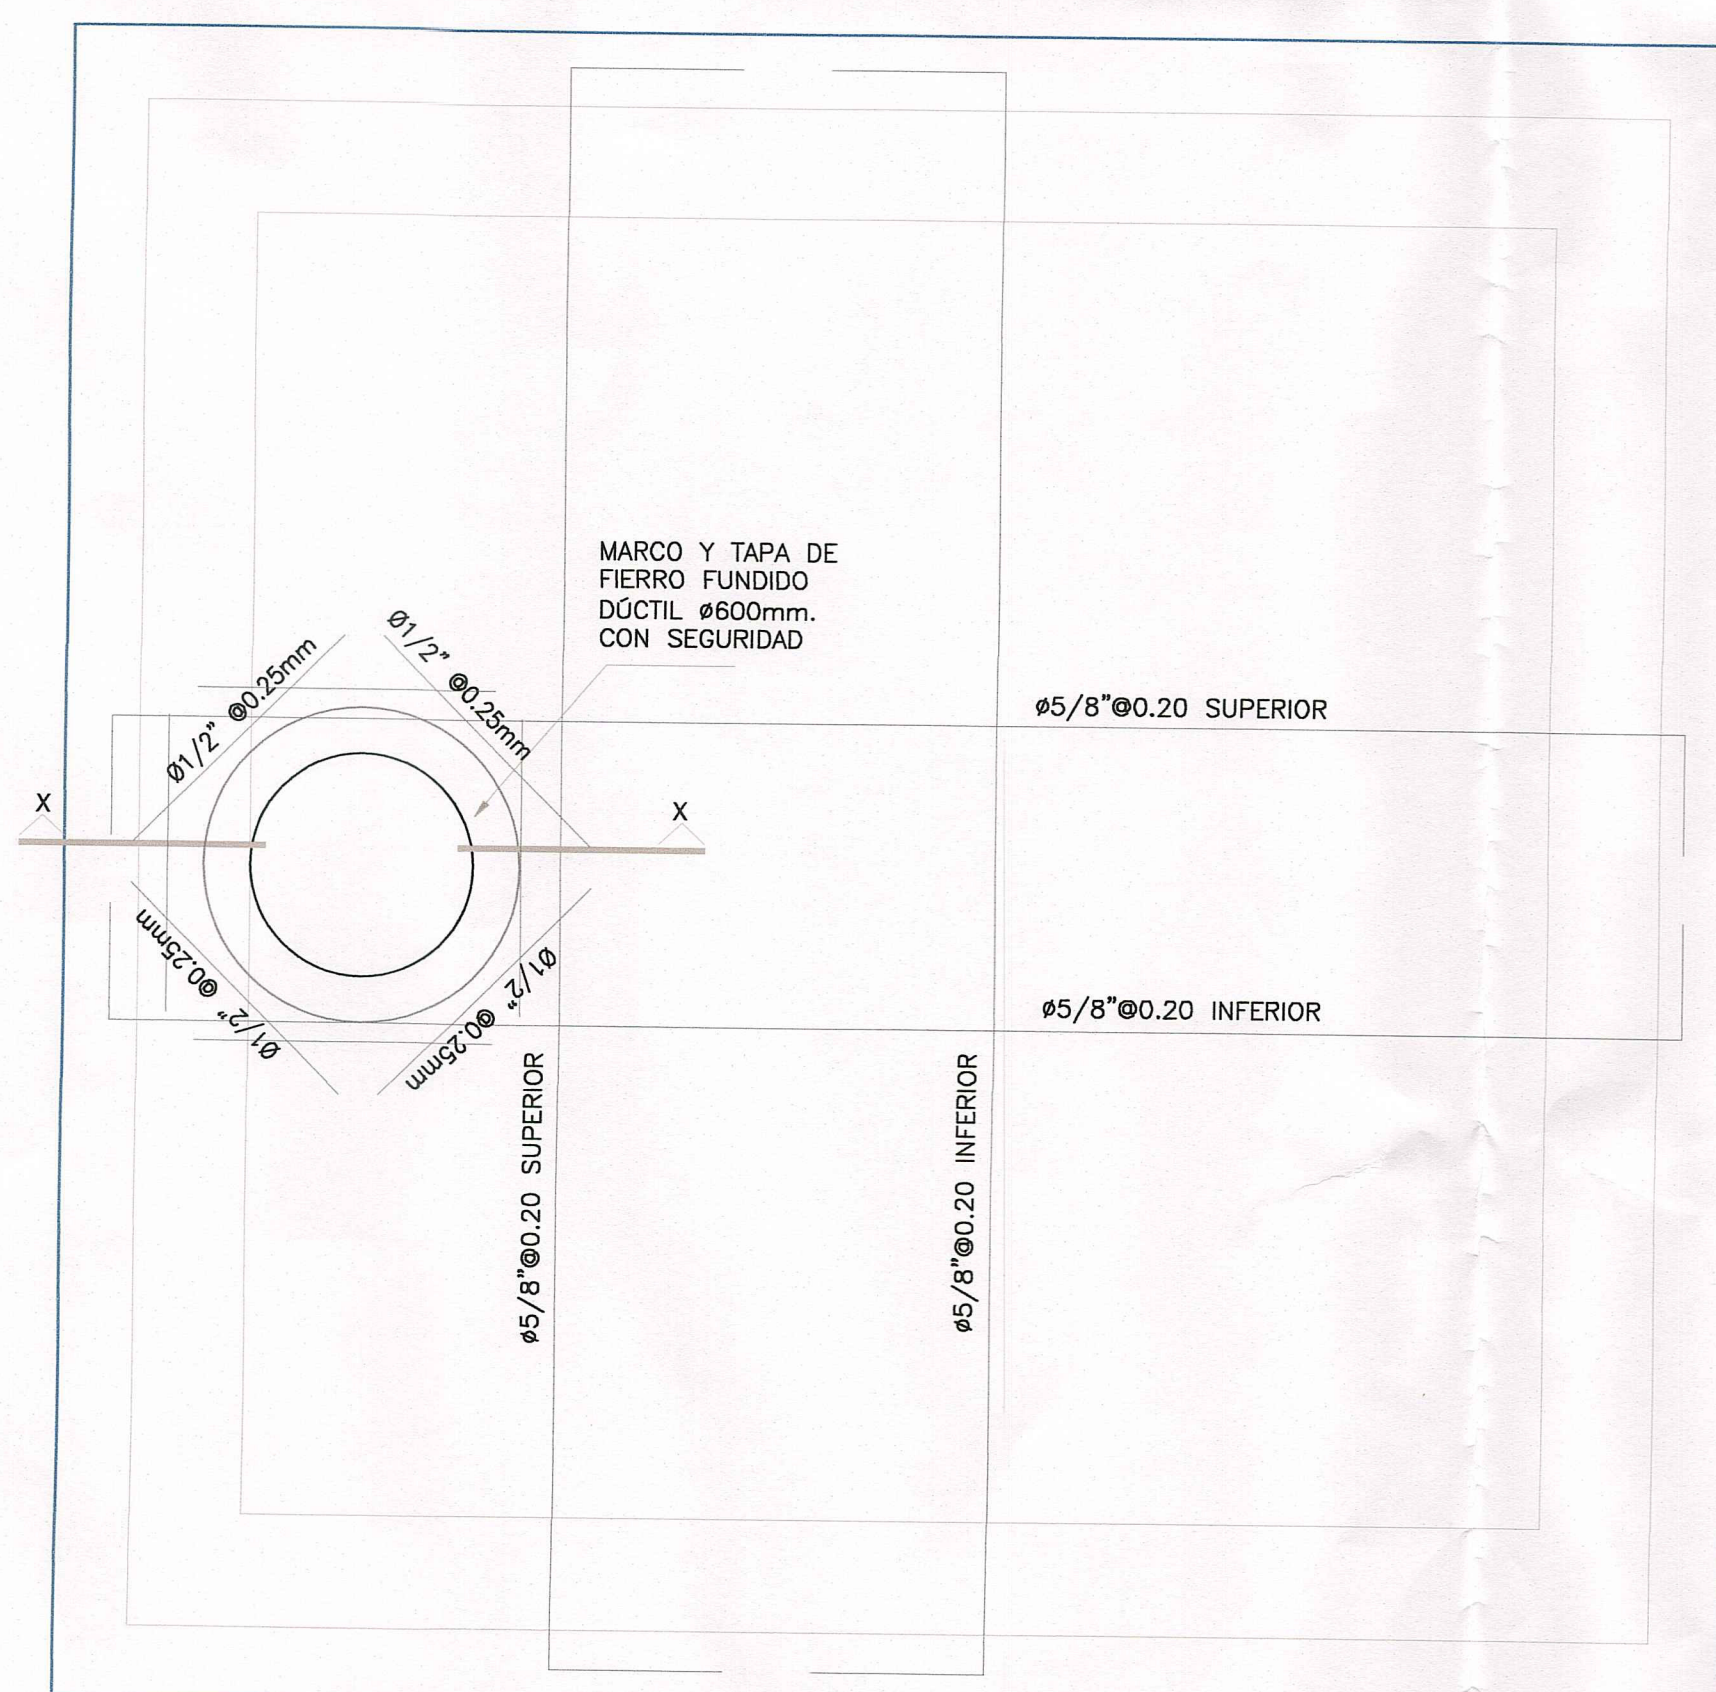 MARCO Y TAPA DE
FIERRO FUNDIDO
DÚCTIL ø600mm.
CON SEGURIDAD
Ø1/2" @0.25mm
Ø1/2" @0.25mm
ø5/8"@0.20 SUPERIOR
X
X
Ø1/2" @0.25mm
Ø1/2" @0.25mm
ø5/8"@0.20 INFERIOR
ø5/8"@0.20 SUPERIOR
ø5/8"@0.20 INFERIOR